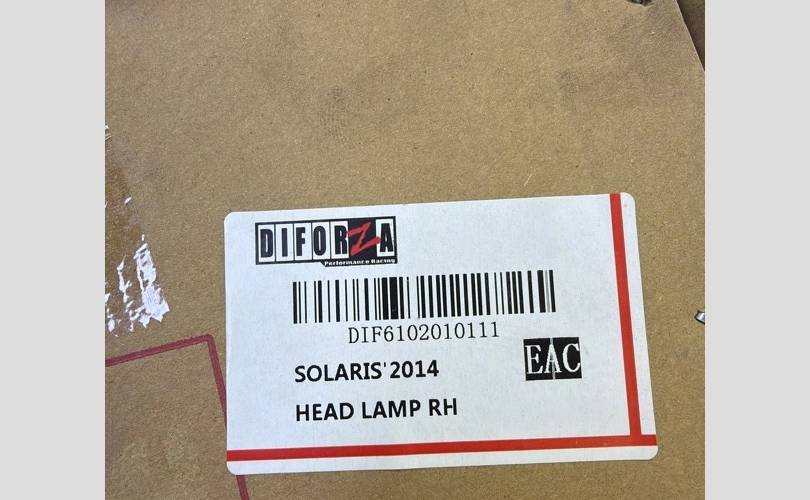 DIFORZA
Performance Racing
DIF6102010111
SOLARIS'2014
EAC
HEAD LAMP RH